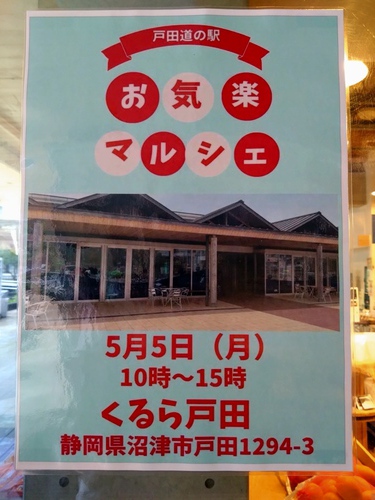 戸田道の駅
お気楽
マルシェ
5月5日（月）
10時〜15時
くるら戸田
静岡県沼津市戸田1294-3